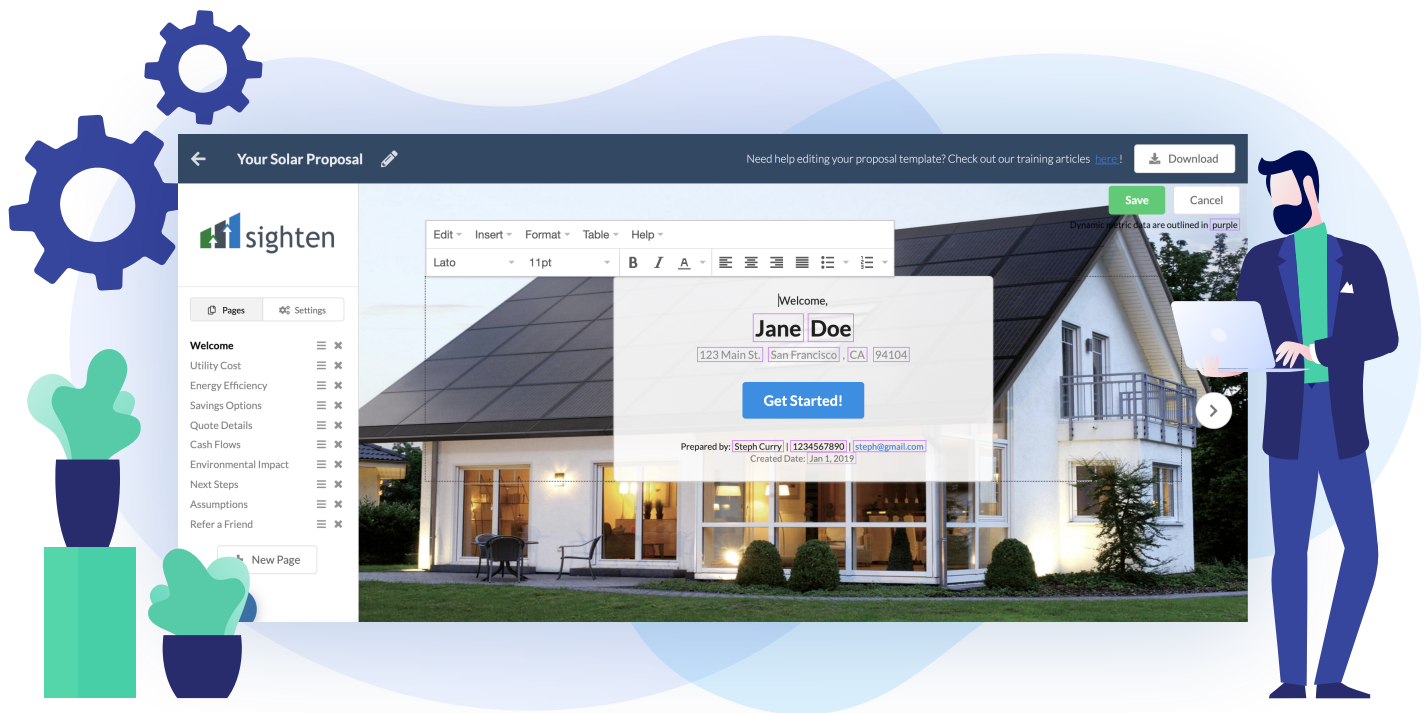 Your Solar Proposal
Need help editing your proposal template? Check out our training articles here!
Download
sighten
Save
Cancel
Dynamic metric data are outlined in purple
Edit Insert Format Table Help
Lato 11pt B I A
Pages Settings
Welcome
Utility Cost
Energy Efficiency
Savings Options
Quote Details
Cash Flows
Environmental Impact
Next Steps
Assumptions
Refer a Friend
New Page
Welcome,
Jane Doe
123 Main St. San Francisco , CA 94104
Get Started!
Prepared by: Steph Curry | 1234567890 | steph@gmail.com
Created Date: Jan 1, 2019